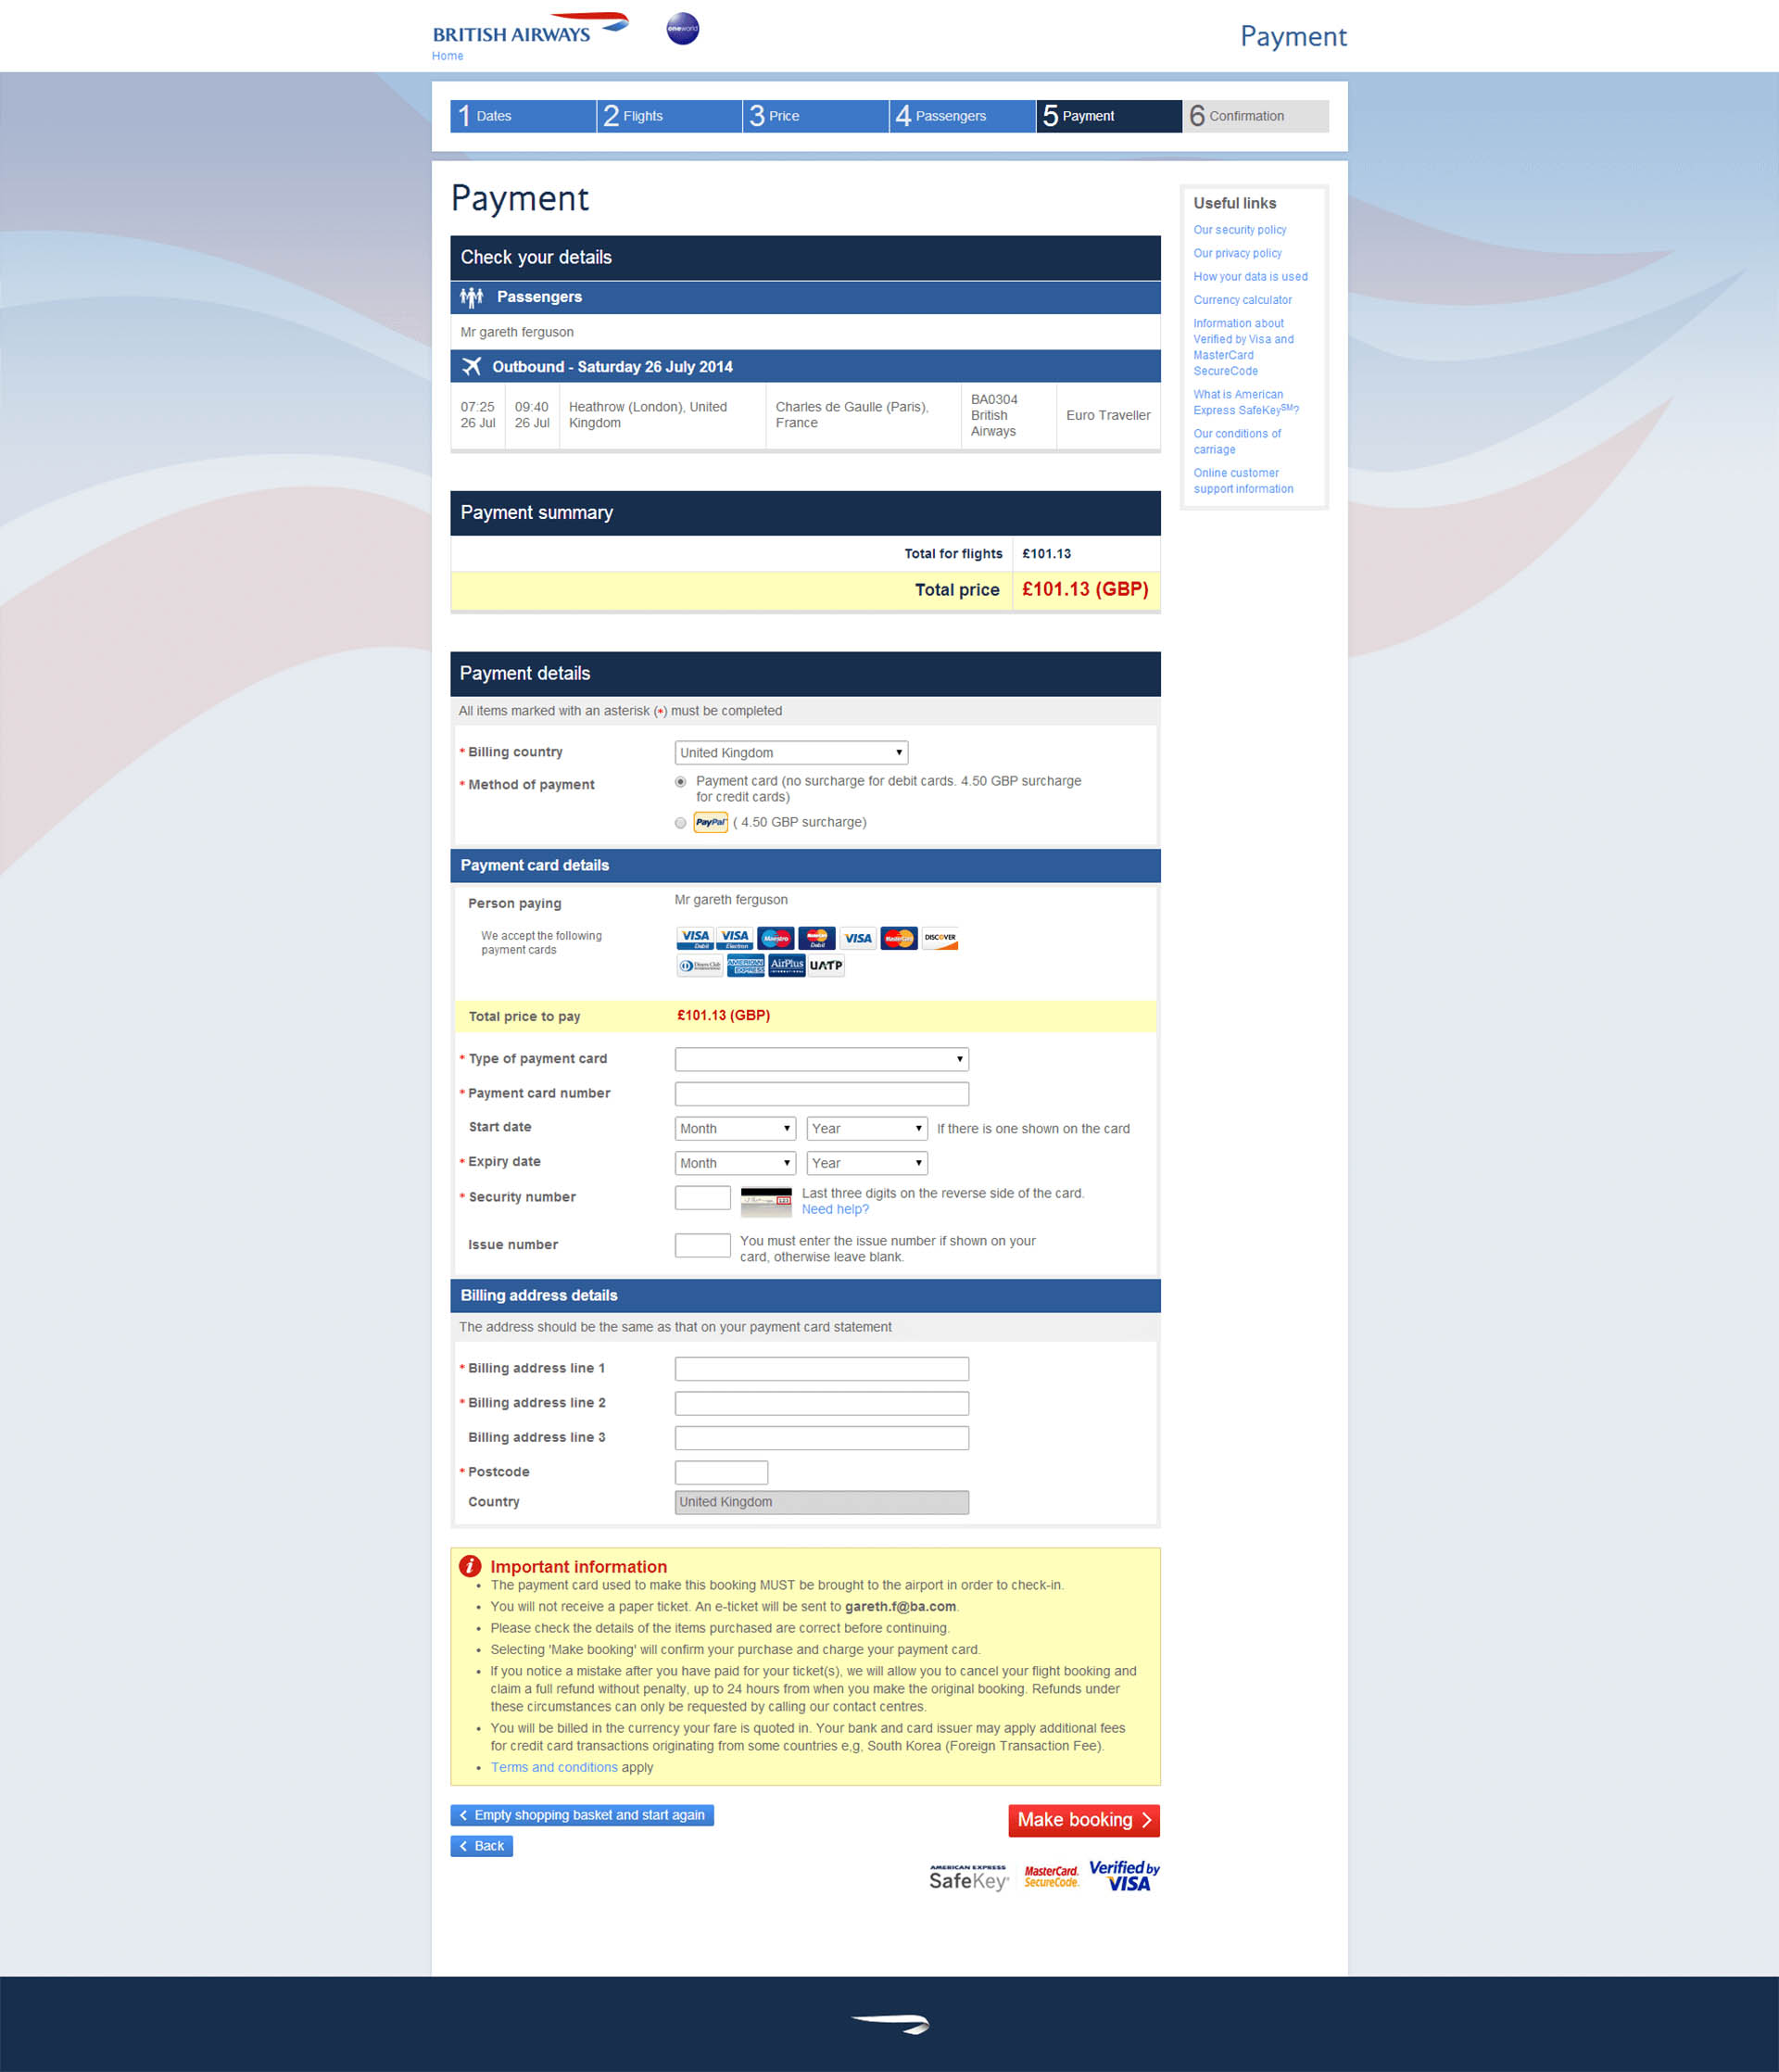 BRITISH AIRWAYS
oneworld
Home
Payment
1 Dates
2 Flights
3 Price
4 Passengers
5 Payment
6 Confirmation
Payment
Check your details
Passengers
Mr gareth ferguson
Outbound - Saturday 26 July 2014
07:25
26 Jul
09:40
26 Jul
Heathrow (London), United
Kingdom
Charles de Gaulle (Paris),
France
BA0304
British
Airways
Euro Traveller
Useful links
Our security policy
Our privacy policy
How your data is used
Currency calculator
Information about
Verified by Visa and
MasterCard
SecureCode
What is American
Express SafeKeySM?
Our conditions of
carriage
Online customer
support information
Payment summary
Total for flights £101.13
Total price £101.13 (GBP)
Payment details
All items marked with an asterisk (*) must be completed
* Billing country United Kingdom
* Method of payment
Payment card (no surcharge for debit cards. 4.50 GBP surcharge
for credit cards)
PayPal ( 4.50 GBP surcharge)
Payment card details
Person paying Mr gareth ferguson
We accept the following
payment cards
VISA Debit VISA Electron Maestro MasterCard Debit VISA MasterCard DISCOVER
Diners Club AMERICAN EXPRESS AirPlus UATP
Total price to pay £101.13 (GBP)
* Type of payment card
* Payment card number
Start date Month Year If there is one shown on the card
* Expiry date Month Year
* Security number
123
Last three digits on the reverse side of the card.
Need help?
Issue number
You must enter the issue number if shown on your
card, otherwise leave blank.
Billing address details
The address should be the same as that on your payment card statement
* Billing address line 1
* Billing address line 2
Billing address line 3
* Postcode
Country United Kingdom
i Important information
• The payment card used to make this booking MUST be brought to the airport in order to check-in.
• You will not receive a paper ticket. An e-ticket will be sent to gareth.f@ba.com.
• Please check the details of the items purchased are correct before continuing.
• Selecting 'Make booking' will confirm your purchase and charge your payment card.
• If you notice a mistake after you have paid for your ticket(s), we will allow you to cancel your flight booking and
claim a full refund without penalty, up to 24 hours from when you make the original booking. Refunds under
these circumstances can only be requested by calling our contact centres.
• You will be billed in the currency your fare is quoted in. Your bank and card issuer may apply additional fees
for credit card transactions originating from some countries e,g, South Korea (Foreign Transaction Fee).
• Terms and conditions apply
Empty shopping basket and start again
Make booking
Back
AMERICAN EXPRESS
SafeKey
MasterCard.
SecureCode.
Verified by
VISA